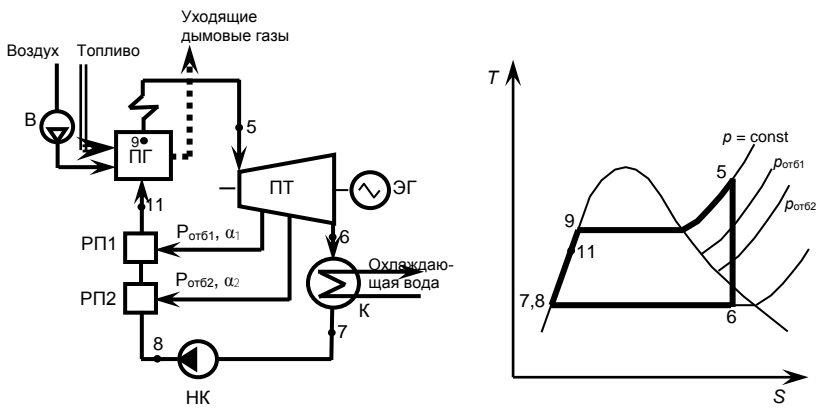 Уходящие
дымовые газы
Воздух Топливо
В
9
ПГ
5
ПТ
ЭГ
11
6
РП1
Pотб1, α1
Охлаждаю-
щая вода
РП2
Pотб2, α2
К
7
8
НК
T
p = const
5
pотб1
pотб2
9
11
7,8
6
S